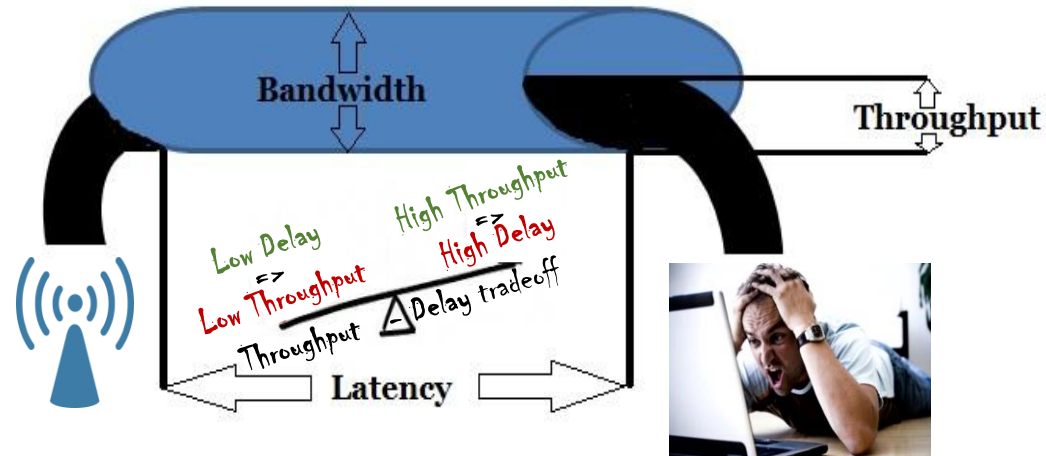 Bandwidth
Throughput
Low Delay
=>
Low Throughput
High Throughput
=>
High Delay
Throughput - Delay tradeoff
Latency